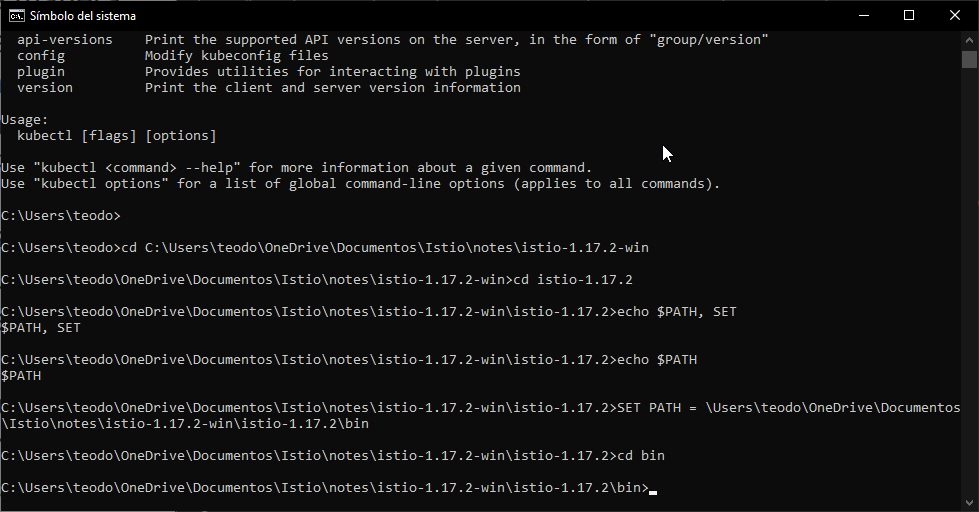 Símbolo del sistema
api-versions    Print the supported API versions on the server, in the form of "group/version"
config          Modify kubeconfig files
plugin          Provides utilities for interacting with plugins
version         Print the client and server version information
Usage:
kubectl [flags] [options]
Use "kubectl <command> --help" for more information about a given command.
Use "kubectl options" for a list of global command-line options (applies to all commands).
C:\Users\teodo>
C:\Users\teodo>cd C:\Users\teodo\OneDrive\Documentos\Istio\notes\istio-1.17.2-win
C:\Users\teodo\OneDrive\Documentos\Istio\notes\istio-1.17.2-win>cd istio-1.17.2
C:\Users\teodo\OneDrive\Documentos\Istio\notes\istio-1.17.2-win\istio-1.17.2>echo $PATH, SET
$PATH, SET
C:\Users\teodo\OneDrive\Documentos\Istio\notes\istio-1.17.2-win\istio-1.17.2>echo $PATH
$PATH
C:\Users\teodo\OneDrive\Documentos\Istio\notes\istio-1.17.2-win\istio-1.17.2>SET PATH = \Users\teodo\OneDrive\Documentos
\Istio\notes\istio-1.17.2-win\istio-1.17.2\bin
C:\Users\teodo\OneDrive\Documentos\Istio\notes\istio-1.17.2-win\istio-1.17.2>cd bin
C:\Users\teodo\OneDrive\Documentos\Istio\notes\istio-1.17.2-win\istio-1.17.2\bin>